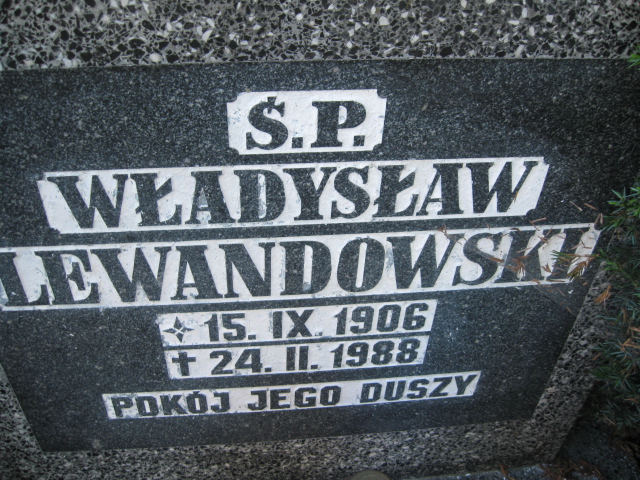 Ś.P.
WŁADYSŁAW
LEWANDOWSKI
15. IX. 1906
† 24. II. 1988
POKÓJ JEGO DUSZY